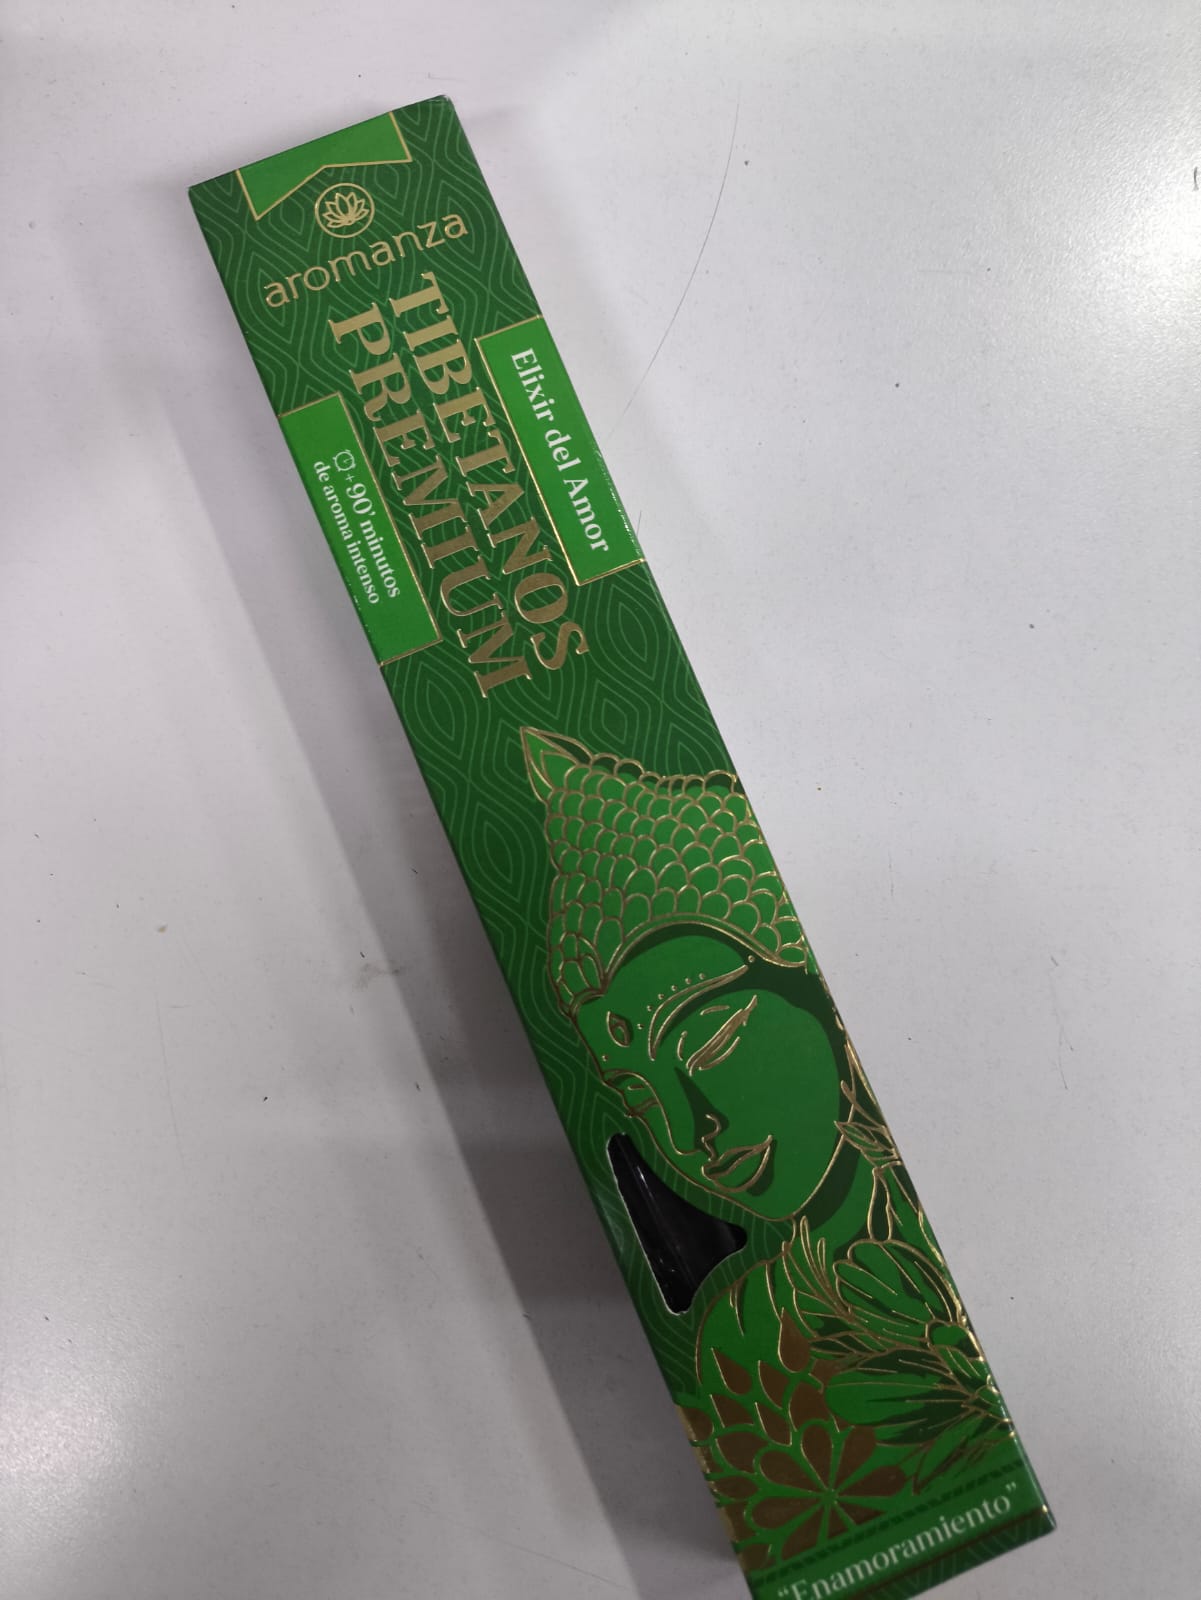 aromanza
TIBETANOS
PREMIUM
Elixir del Amor
+90' minutos
de aroma intenso
"Enamoramiento"